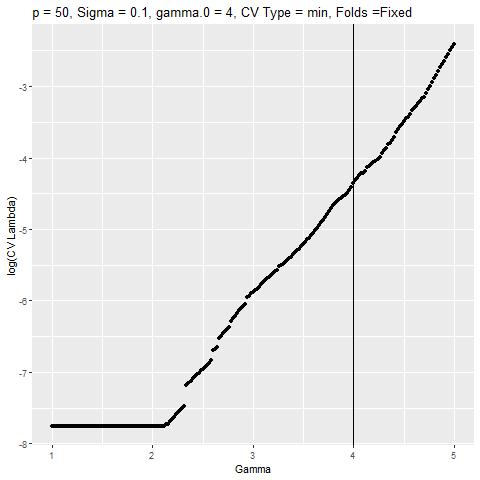 p = 50, Sigma = 0.1, gamma.0 = 4, CV Type = min, Folds =Fixed
-3
-4
-5
-6
-7
-8
log(CV Lambda)
1 2 3 4 5
Gamma